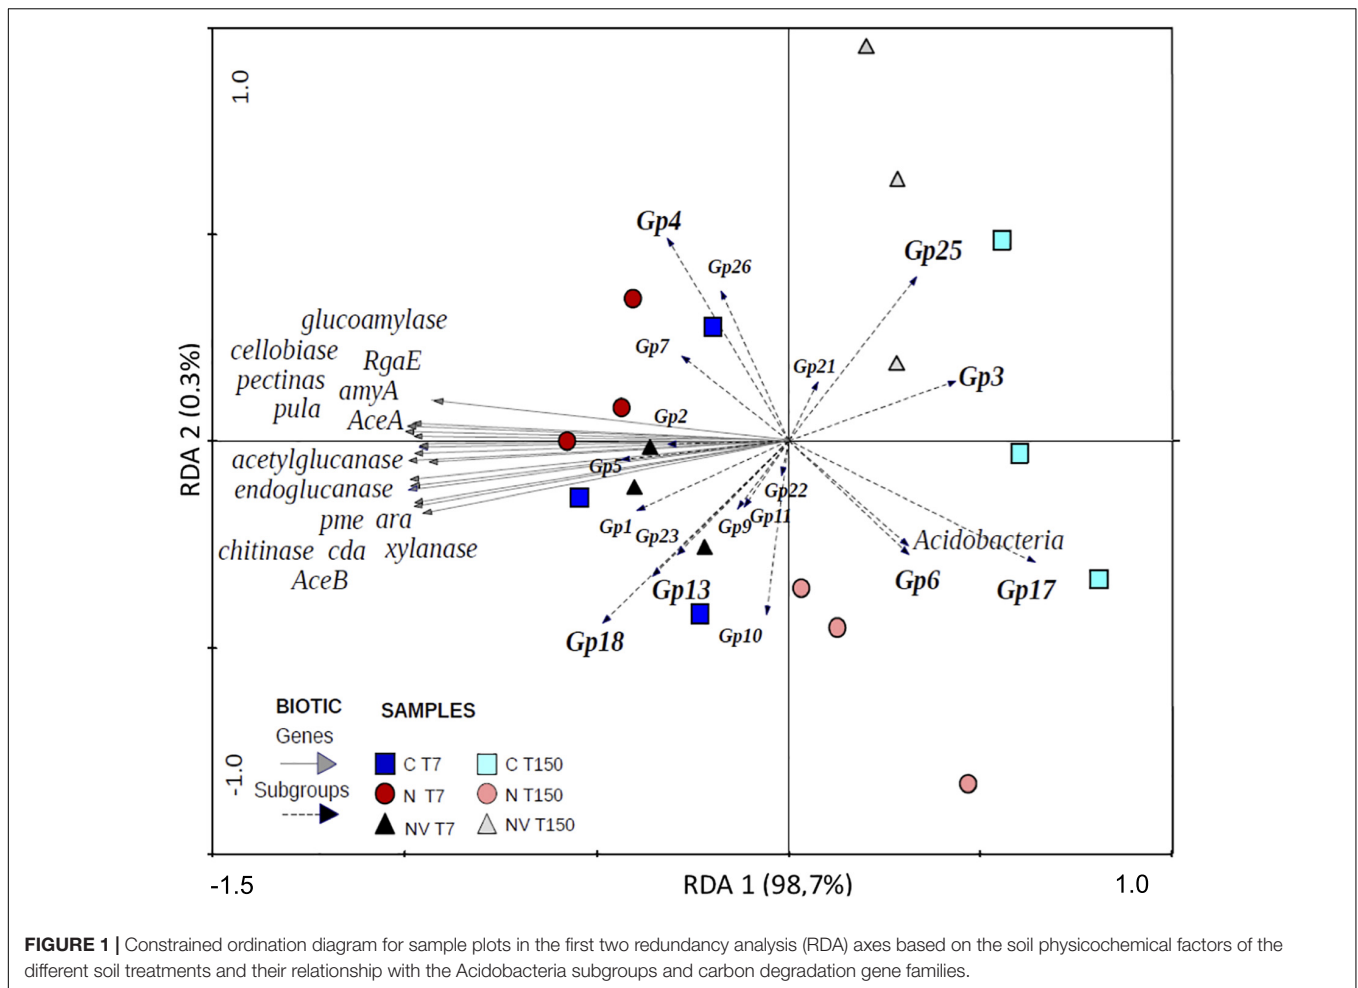 1.0
Gp4
Gp25
Gp26
glucoamylase
Gp7
cellobiase
RgaE
Gp21
Gp3
pectinas
amyA
pula
AceA
Gp2
RDA 2 (0.3%)
acetylglucanase
Gp5
endoglucanase
Gp22
pme ara
Gp1
Gp23
Gp9
Gp11
Acidobacteria
chitinase cda xylanase
AceB
Gp13
Gp6
Gp17
Gp18
Gp10
BIOTIC
SAMPLES
Genes
C T7
C T150
-1.0
Subgroups
N T7
N T150
NV T7
NV T150
-1.5
RDA 1 (98,7%)
1.0
FIGURE 1 | Constrained ordination diagram for sample plots in the first two redundancy analysis (RDA) axes based on the soil physicochemical factors of the
different soil treatments and their relationship with the Acidobacteria subgroups and carbon degradation gene families.